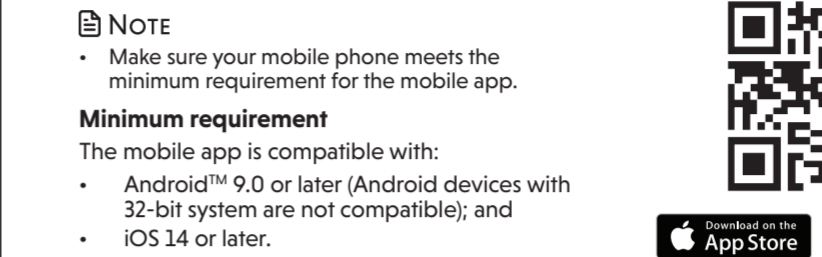 NOTE
• Make sure your mobile phone meets the
minimum requirement for the mobile app.
Minimum requirement
The mobile app is compatible with:
• Android™ 9.0 or later (Android devices with
32-bit system are not compatible); and
• iOS 14 or later.
Download on the
App Store